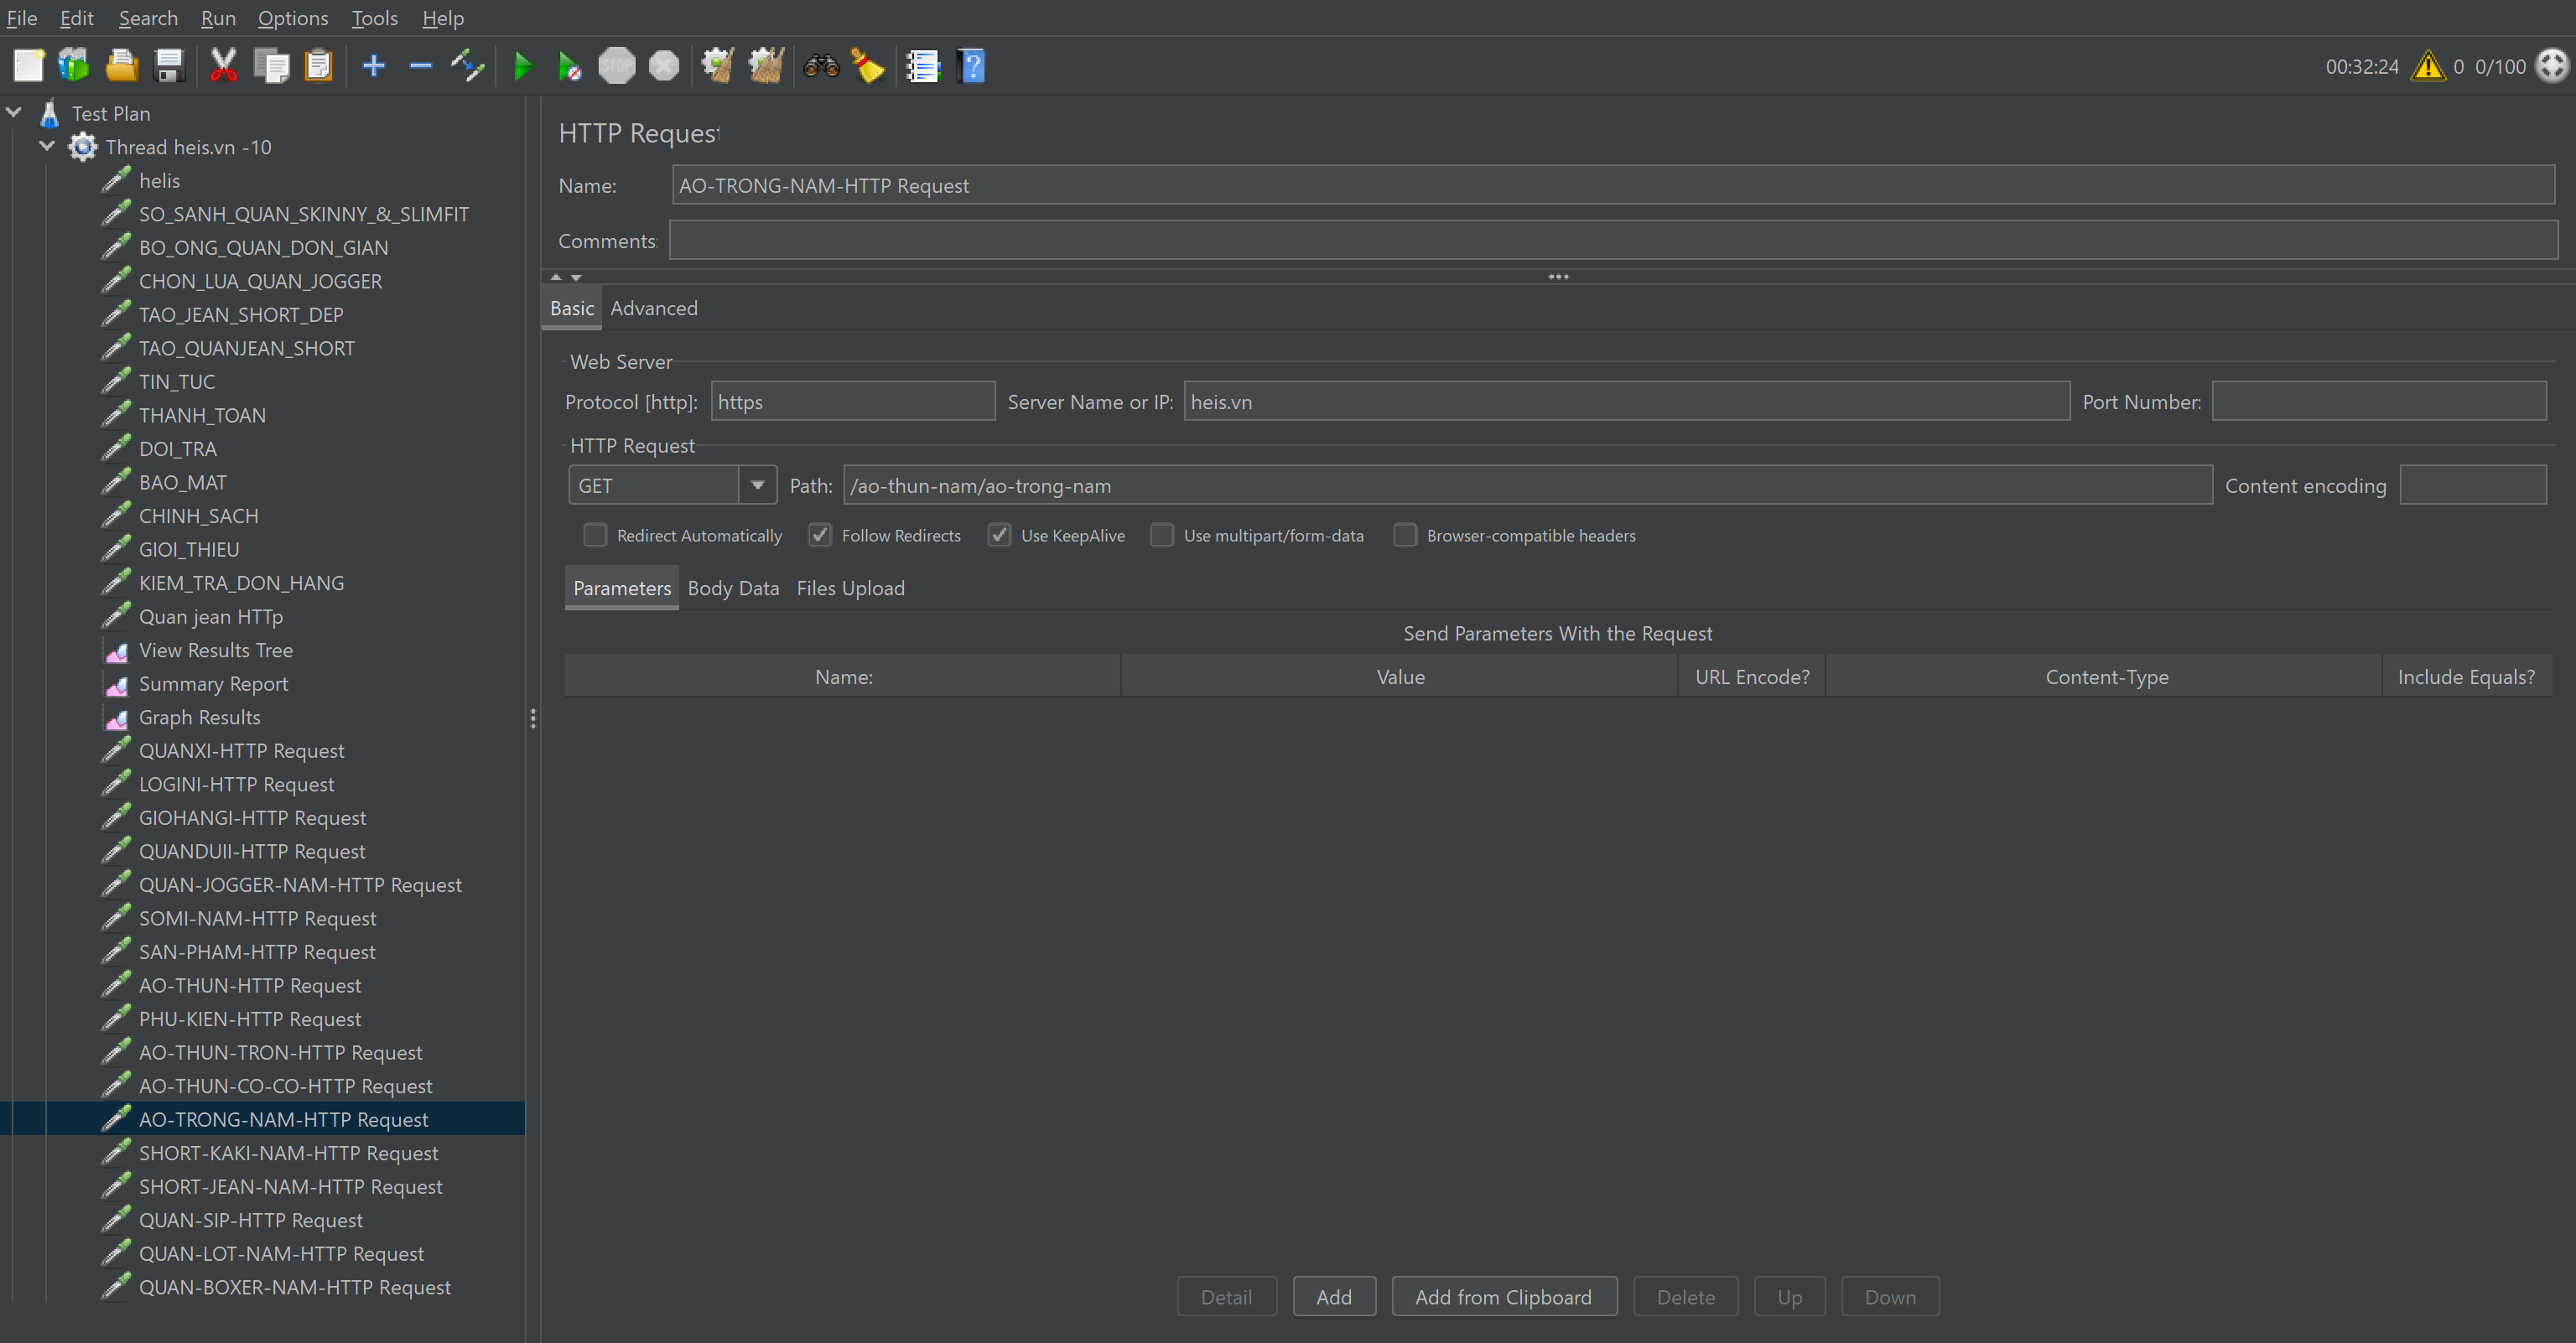 File Edit Search Run Options Tools Help
STOP
00:32:24 0 0/100
Test Plan
Thread heis.vn -10
helis
SO_SANH_QUAN_SKINNY_&_SLIMFIT
BO_ONG_QUAN_DON_GIAN
CHON_LUA_QUAN_JOGGER
TAO_JEAN_SHORT_DEP
TAO_QUANJEAN_SHORT
TIN_TUC
THANH_TOAN
DOI_TRA
BAO_MAT
CHINH_SACH
GIOI_THIEU
KIEM_TRA_DON_HANG
Quan jean HTTp
View Results Tree
Summary Report
Graph Results
QUANXI-HTTP Request
LOGINI-HTTP Request
GIOHANGI-HTTP Request
QUANDUII-HTTP Request
QUAN-JOGGER-NAM-HTTP Request
SOMI-NAM-HTTP Request
SAN-PHAM-HTTP Request
AO-THUN-HTTP Request
PHU-KIEN-HTTP Request
AO-THUN-TRON-HTTP Request
AO-THUN-CO-CO-HTTP Request
AO-TRONG-NAM-HTTP Request
SHORT-KAKI-NAM-HTTP Request
SHORT-JEAN-NAM-HTTP Request
QUAN-SIP-HTTP Request
QUAN-LOT-NAM-HTTP Request
QUAN-BOXER-NAM-HTTP Request
HTTP Request
Name: AO-TRONG-NAM-HTTP Request
Comments:
Basic Advanced
Web Server
Protocol [http]: https Server Name or IP: heis.vn Port Number:
HTTP Request
GET Path: /ao-thun-nam/ao-trong-nam Content encoding
Redirect Automatically Follow Redirects Use KeepAlive Use multipart/form-data Browser-compatible headers
Parameters Body Data Files Upload
Send Parameters With the Request
Name: Value URL Encode? Content-Type Include Equals?
Detail Add Add from Clipboard Delete Up Down